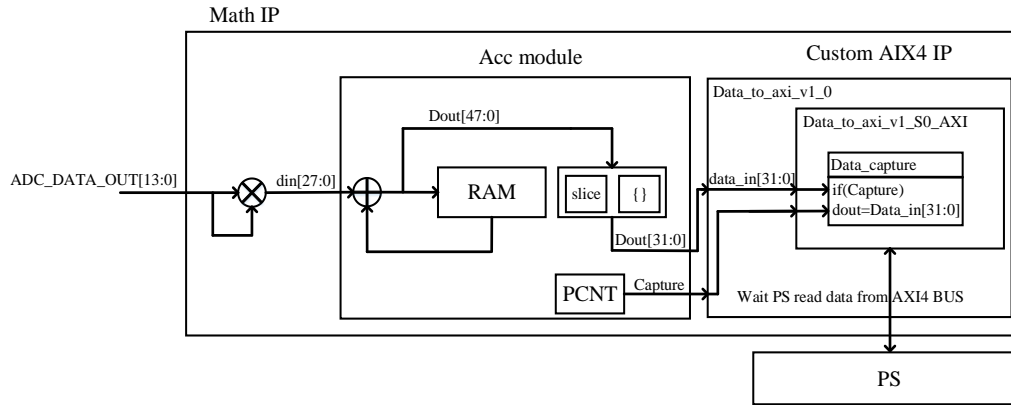 Math IP
Acc module
Custom AIX4 IP
Data_to_axi_v1_0
Data_to_axi_v1_S0_AXI
Data_capture
if(Capture)
dout=Data_in[31:0]
Dout[47:0]
ADC_DATA_OUT[13:0]
din[27:0]
RAM
slice
{}
data_in[31:0]
Dout[31:0]
PCNT
Capture
Wait PS read data from AXI4 BUS
PS